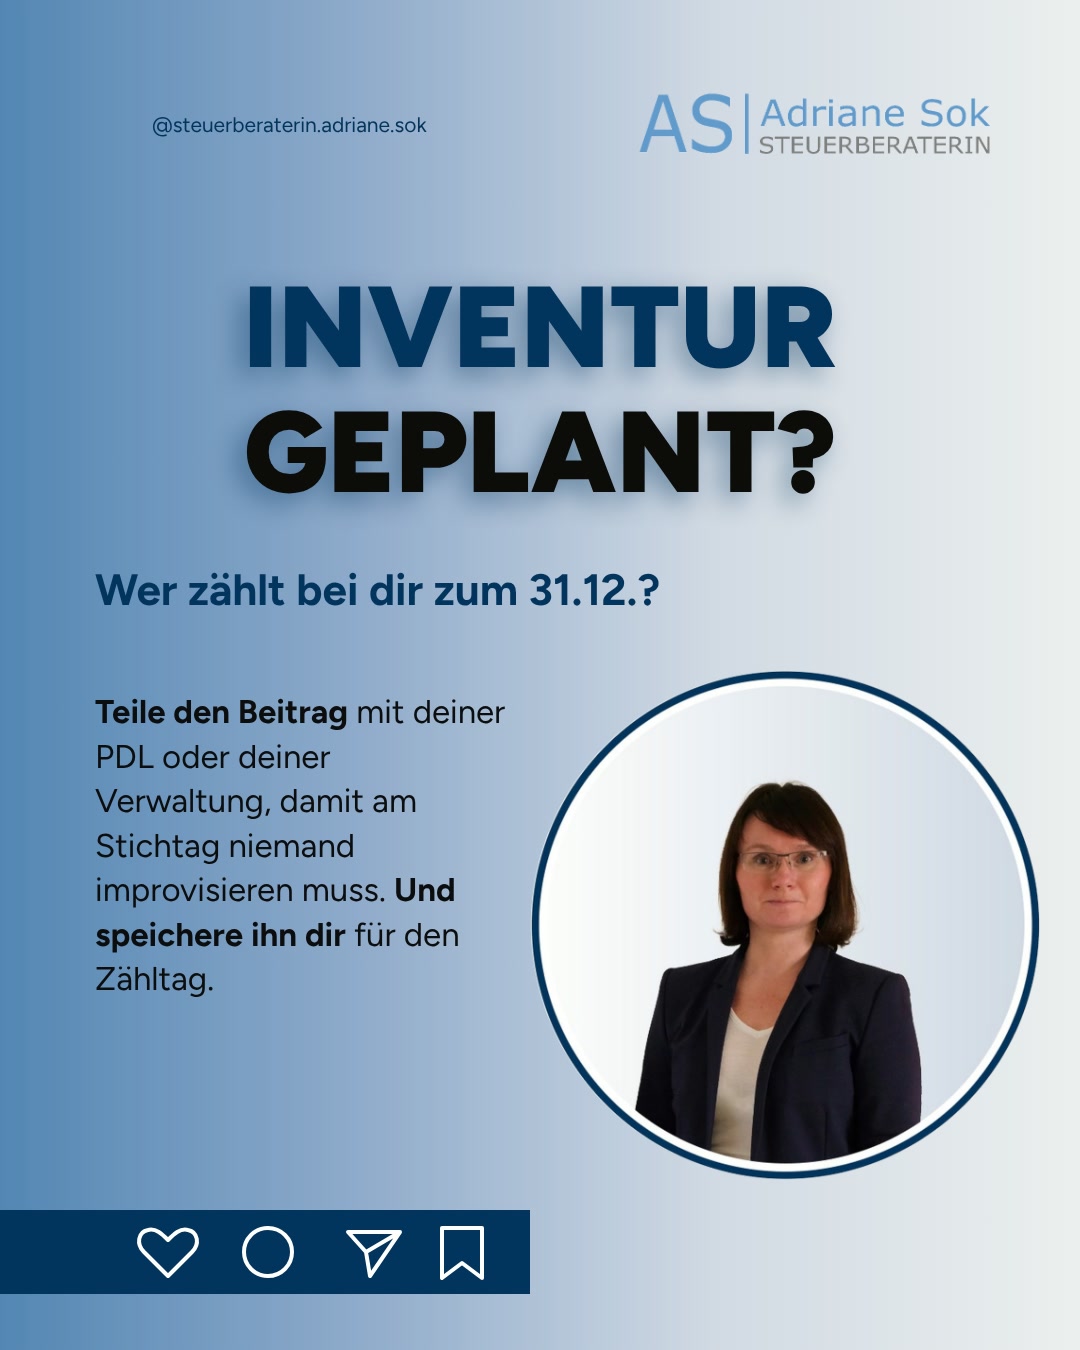 @steuerberaterin.adriane.sok
AS Adriane Sok
STEUERBERATERIN
INVENTUR
GEPLANT?
Wer zählt bei dir zum 31.12.?
Teile den Beitrag mit deiner
PDL oder deiner
Verwaltung, damit am
Stichtag niemand
improvisieren muss. Und
speichere ihn dir für den
Zähltag.